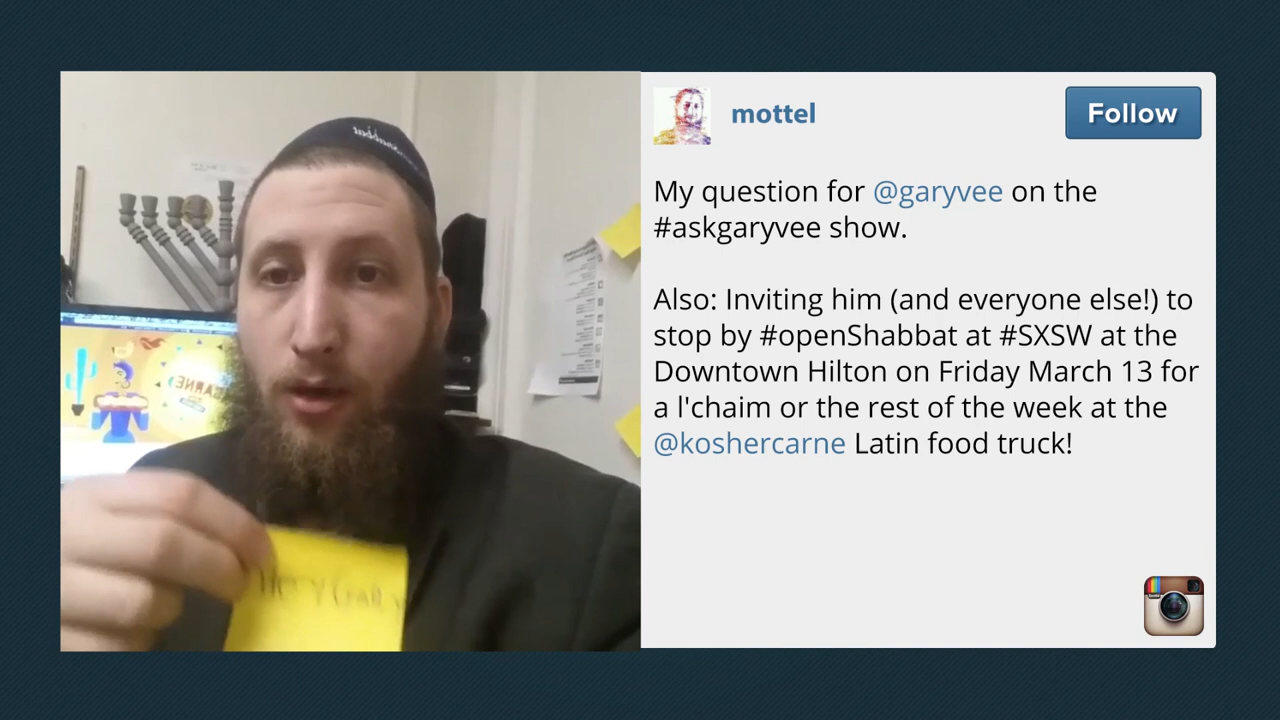 mottel
Follow
My question for @garyvee on the
#askgaryvee show.
Also: Inviting him (and everyone else!) to
stop by #openShabbat at #SXSW at the
Downtown Hilton on Friday March 13 for
a l'chaim or the rest of the week at the
@koshercarne Latin food truck!